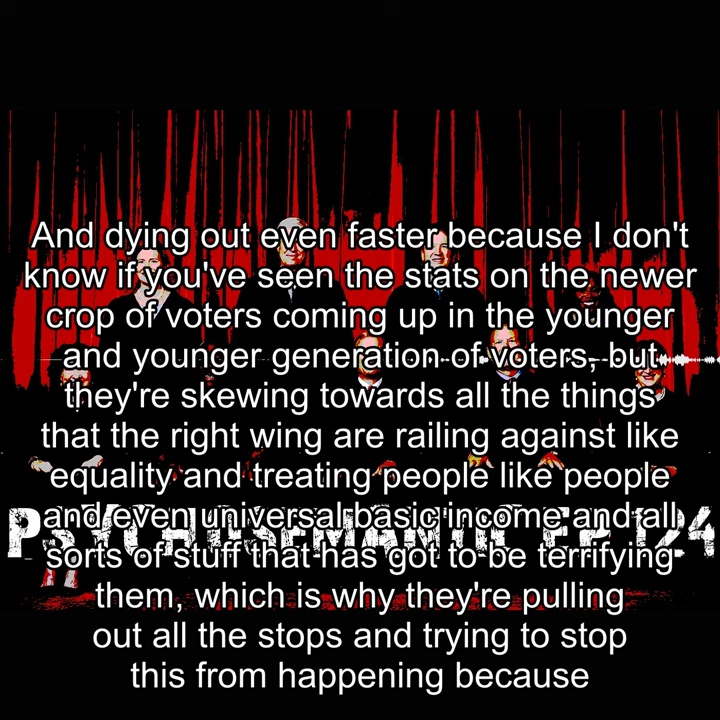 And dying out even faster because I don't
know if you've seen the stats on the newer
crop of voters coming up in the younger
and younger generation of voters, but
they're skewing towards all the things
that the right wing are railing against like
equality and treating people like people
and even universal basic income and all
PSYCHOSEMANTIC EP.124
sorts of stuff that has got to be terrifying
them, which is why they're pulling
out all the stops and trying to stop
this from happening because